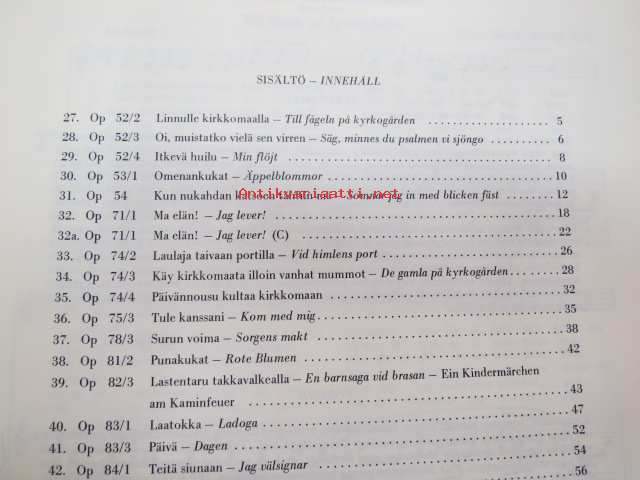 SISÄLTÖ – INNEHÅLL
27. Op 52/2 Linnulle kirkkomaalla – Till fågeln på kyrkogården 5
28. Op 52/3 Oi, muistatko vielä sen virren – Säg, minnes du psalmen vi sjöngo 6
29. Op 52/4 Itkevä huilu – Min flöjt 8
30. Op 53/1 Omenankukat – Äppelblommor 10
Antikvariaatti.net
31. Op 54 Kun nukahdan – Somnar jag in med blicken fäst 12
32. Op 71/1 Ma elän! – Jag lever! 18
32a. Op 71/1 Ma elän! – Jag lever! (C) 22
33. Op 74/2 Laulaja taivaan portilla – Vid himlens port 26
34. Op 74/3 Käy kirkkomaata illoin vanhat mummot – De gamla på kyrkogården 28
35. Op 74/4 Päivännousu kultaa kirkkomaan 32
36. Op 75/3 Tule kanssani – Kom med mig 35
37. Op 78/3 Surun voima – Sorgens makt 38
38. Op 81/2 Punakukat – Rote Blumen 42
39. Op 82/3 Lastentaru takkavalkealla – En barnsaga vid brasan – Ein Kindermärchen
am Kaminfeuer 43
40. Op 83/1 Laatokka – Ladoga 47
41. Op 83/3 Päivä – Dagen 52
42. Op 84/1 Teitä siunaan – Jag välsignar 54
56